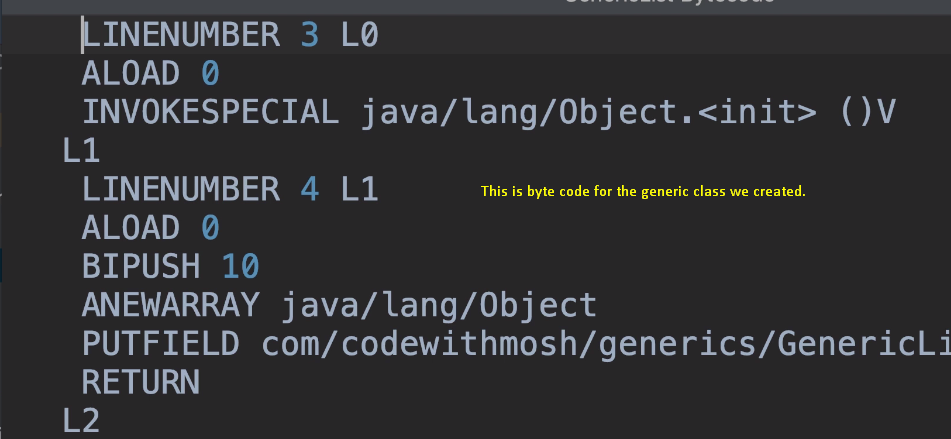 LINENUMBER 3 L0
ALOAD 0
INVOKESPECIAL java/lang/Object.<init> ()V
L1
LINENUMBER 4 L1
This is byte code for the generic class we created.
ALOAD 0
BIPUSH 10
ANEWARRAY java/lang/Object
PUTFIELD com/codewithmosh/generics/GenericLi
RETURN
L2